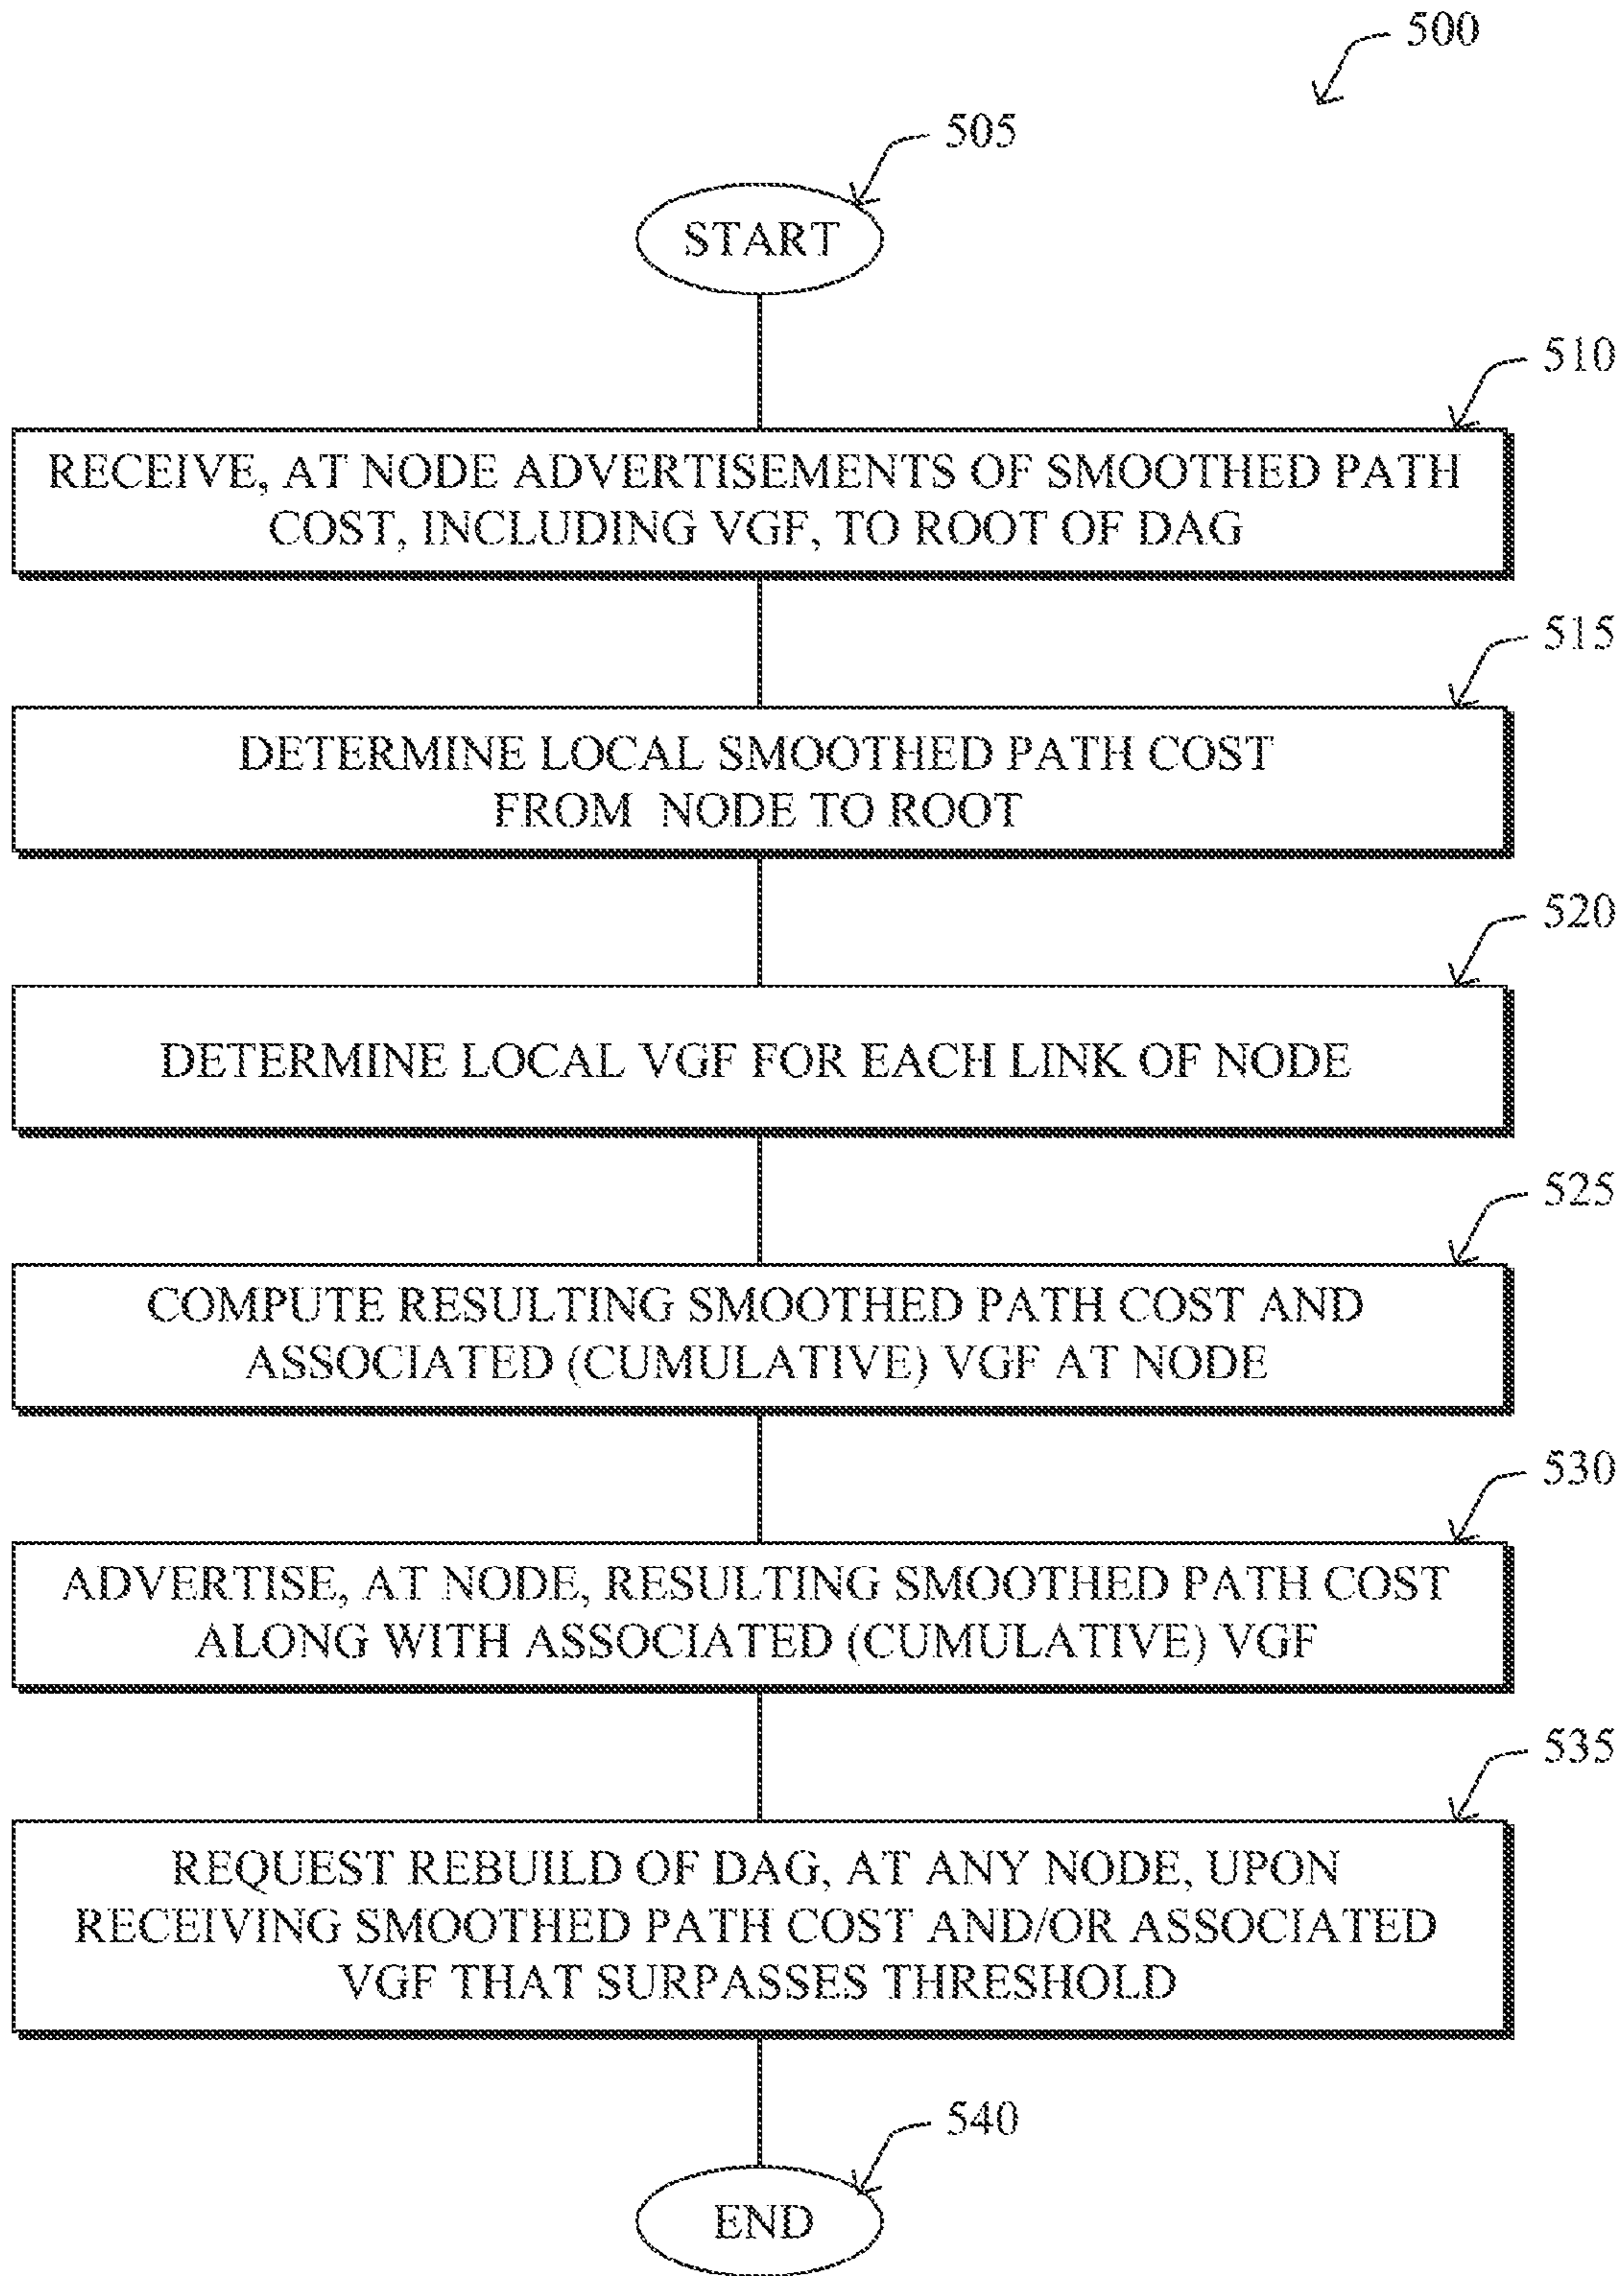 500
505
START
510
RECEIVE, AT NODE ADVERTISEMENTS OF SMOOTHED PATH
COST, INCLUDING VGF, TO ROOT OF DAG
515
DETERMINE LOCAL SMOOTHED PATH COST
FROM NODE TO ROOT
520
DETERMINE LOCAL VGF FOR EACH LINK OF NODE
525
COMPUTE RESULTING SMOOTHED PATH COST AND
ASSOCIATED (CUMULATIVE) VGF AT NODE
530
ADVERTISE, AT NODE, RESULTING SMOOTHED PATH COST
ALONG WITH ASSOCIATED (CUMULATIVE) VGF
535
REQUEST REBUILD OF DAG, AT ANY NODE, UPON
RECEIVING SMOOTHED PATH COST AND/OR ASSOCIATED
VGF THAT SURPASSES THRESHOLD
540
END